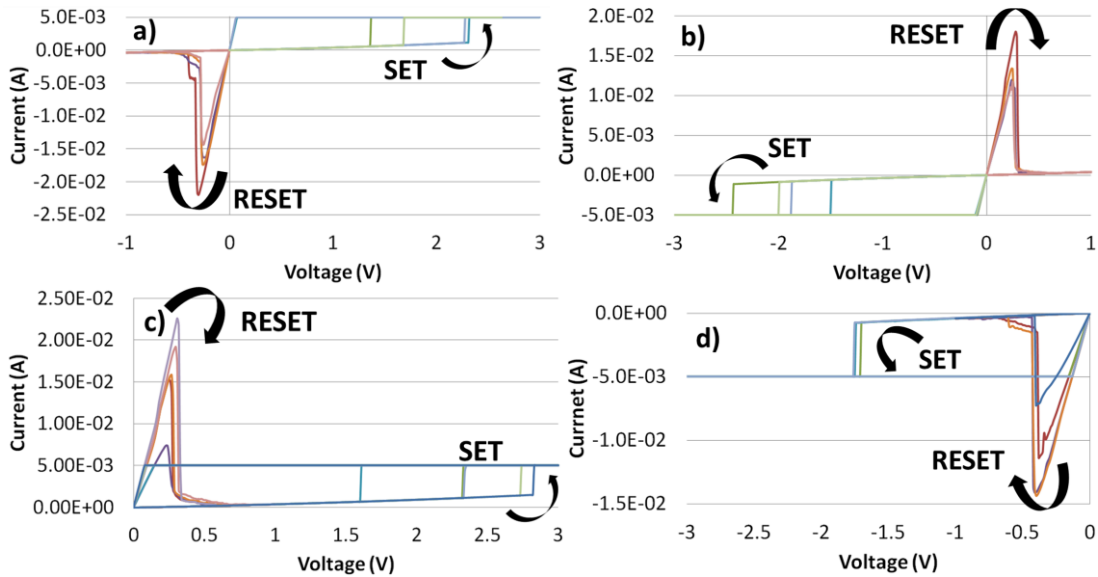 a)
5.0E-03
0.0E+00
-5.0E-03
-1.0E-02
-1.5E-02
-2.0E-02
-2.5E-02
Current (A)
SET
RESET
-1 0 1 2 3
Voltage (V)
b)
2.0E-02
1.5E-02
1.0E-02
5.0E-03
0.0E+00
-5.0E-03
Current (A)
RESET
SET
-3 -2 -1 0 1
Voltage (V)
c)
2.50E-02
2.00E-02
1.50E-02
1.00E-02
5.00E-03
0.00E+00
Current (A)
RESET
SET
0 0.5 1 1.5 2 2.5 3
Voltage (V)
d)
0.0E+00
-5.0E-03
-1.0E-02
-1.5E-02
Currnet (A)
SET
RESET
-3 -2.5 -2 -1.5 -1 -0.5 0
Voltage (V)